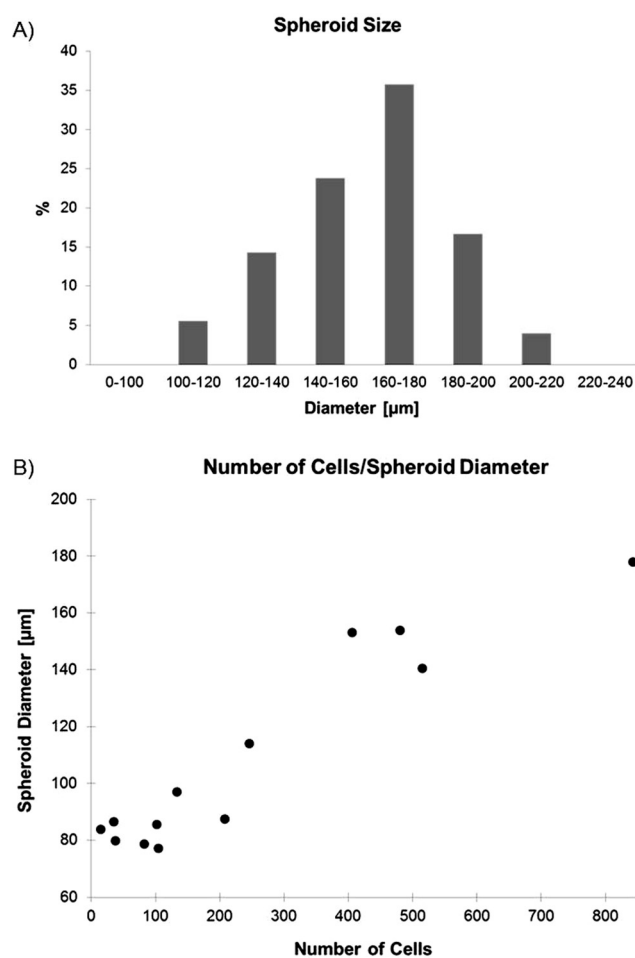 A)
Spheroid Size
40
35
30
25
20
15
10
5
0
%
0-100 100-120 120-140 140-160 160-180 180-200 200-220 220-240
Diameter [µm]
B)
Number of Cells/Spheroid Diameter
200
180
160
140
120
100
80
60
Spheroid Diameter [µm]
0 100 200 300 400 500 600 700 800
Number of Cells